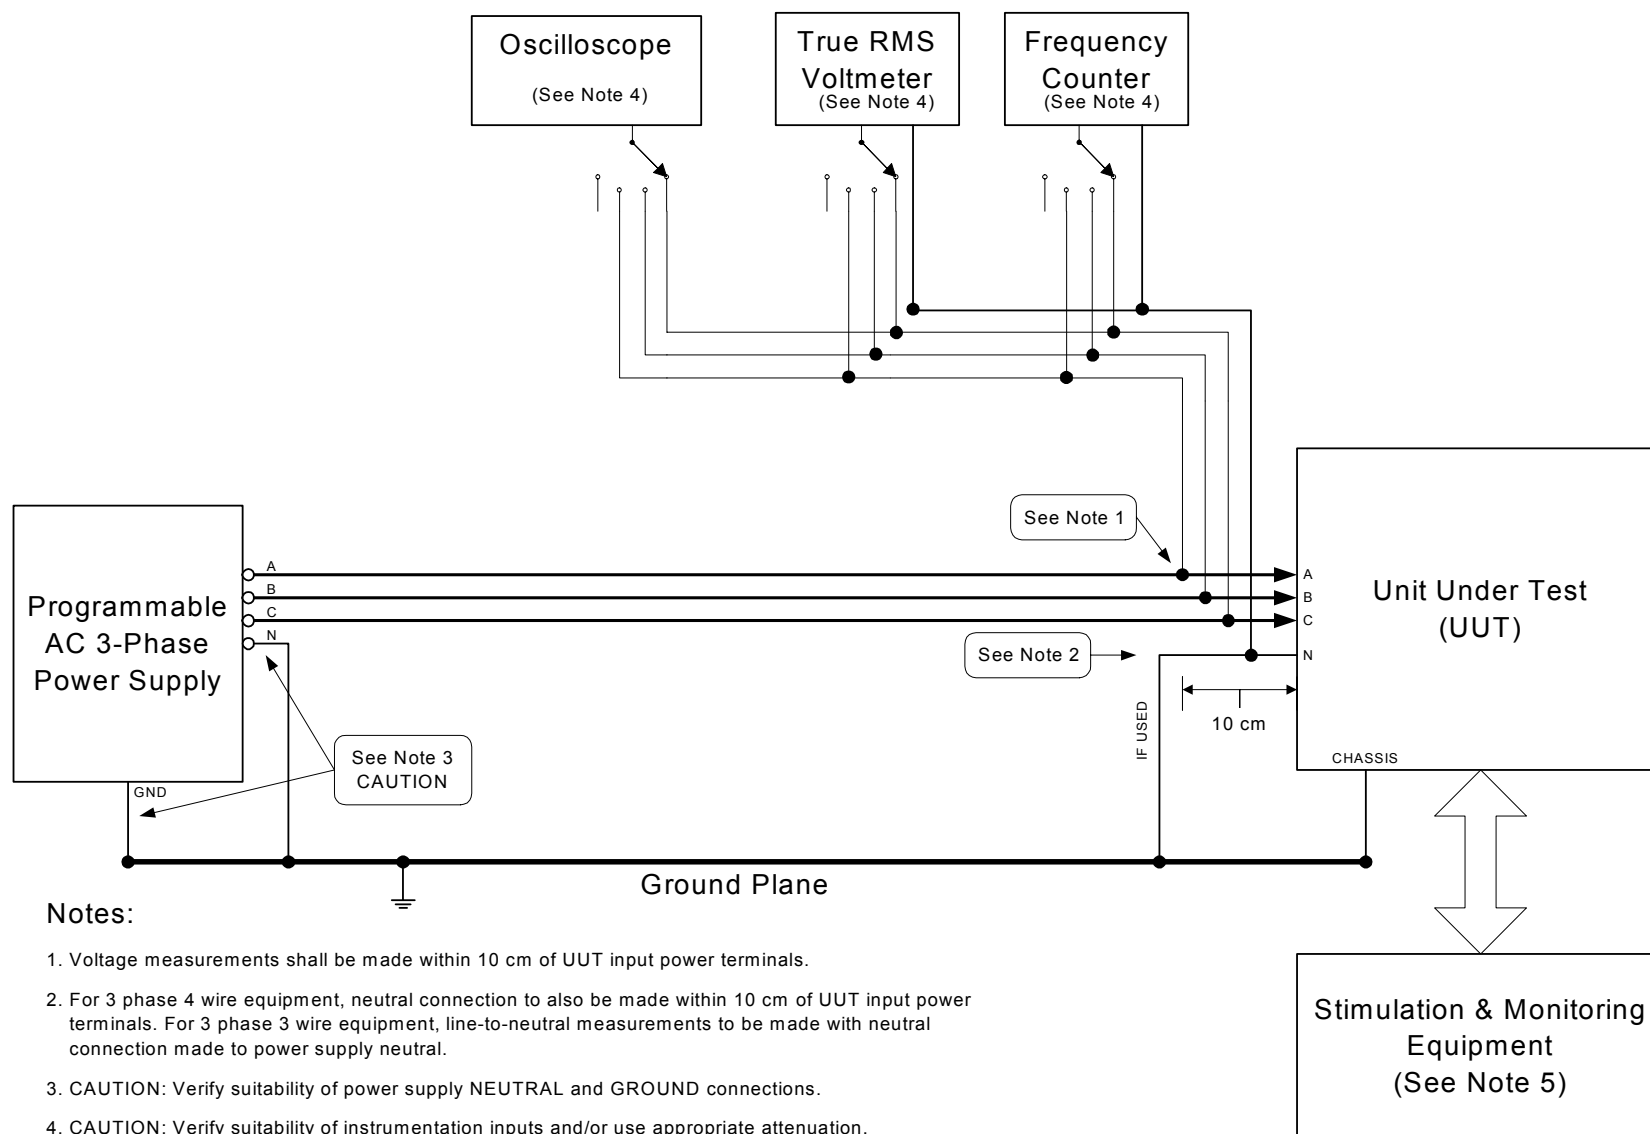 Oscilloscope
(See Note 4)
True RMS
Voltmeter
(See Note 4)
Frequency
Counter
(See Note 4)
See Note 1
Programmable
AC 3-Phase
Power Supply
A
B
C
N
GND
See Note 3
CAUTION
See Note 2
IF USED
10 cm
A
B
C
N
Unit Under Test
(UUT)
CHASSIS
Ground Plane
Stimulation & Monitoring
Equipment
(See Note 5)
Notes:
1. Voltage measurements shall be made within 10 cm of UUT input power terminals.
2. For 3 phase 4 wire equipment, neutral connection to also be made within 10 cm of UUT input power
terminals. For 3 phase 3 wire equipment, line-to-neutral measurements to be made with neutral
connection made to power supply neutral.
3. CAUTION: Verify suitability of power supply NEUTRAL and GROUND connections.
4. CAUTION: Verify suitability of instrumentation inputs and/or use appropriate attenuation.